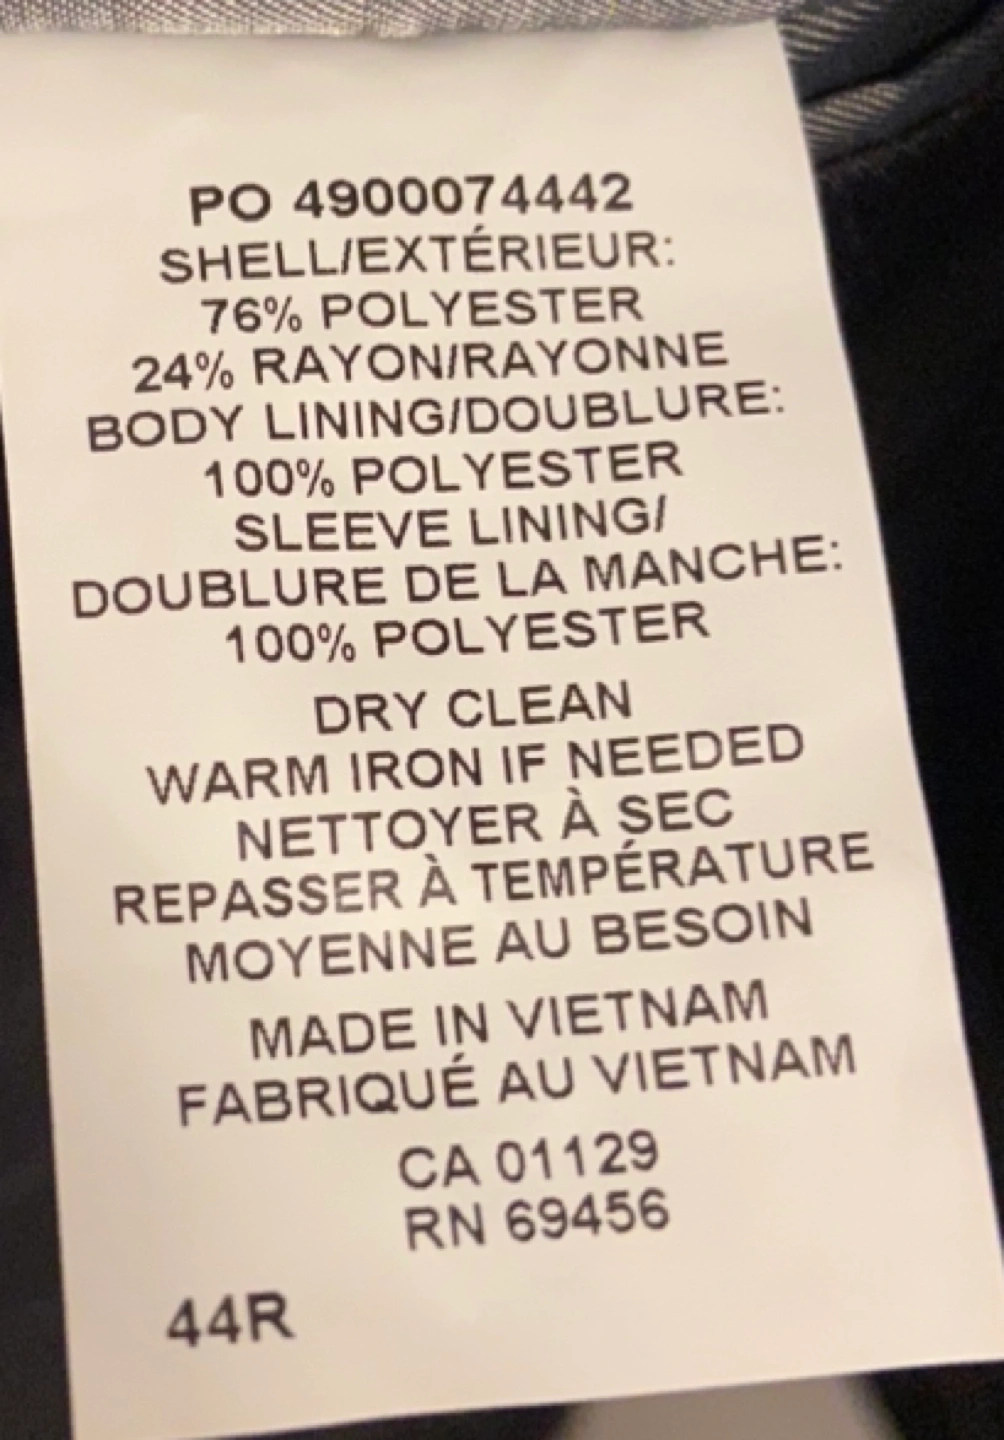 PO 4900074442
SHELL/EXTÉRIEUR:
76% POLYESTER
24% RAYON/RAYONNE
BODY LINING/DOUBLURE:
100% POLYESTER
SLEEVE LINING/
DOUBLURE DE LA MANCHE:
100% POLYESTER
DRY CLEAN
WARM IRON IF NEEDED
NETTOYER À SEC
REPASSER À TEMPÉRATURE
MOYENNE AU BESOIN
MADE IN VIETNAM
FABRIQUÉ AU VIETNAM
CA 01129
RN 69456
44R